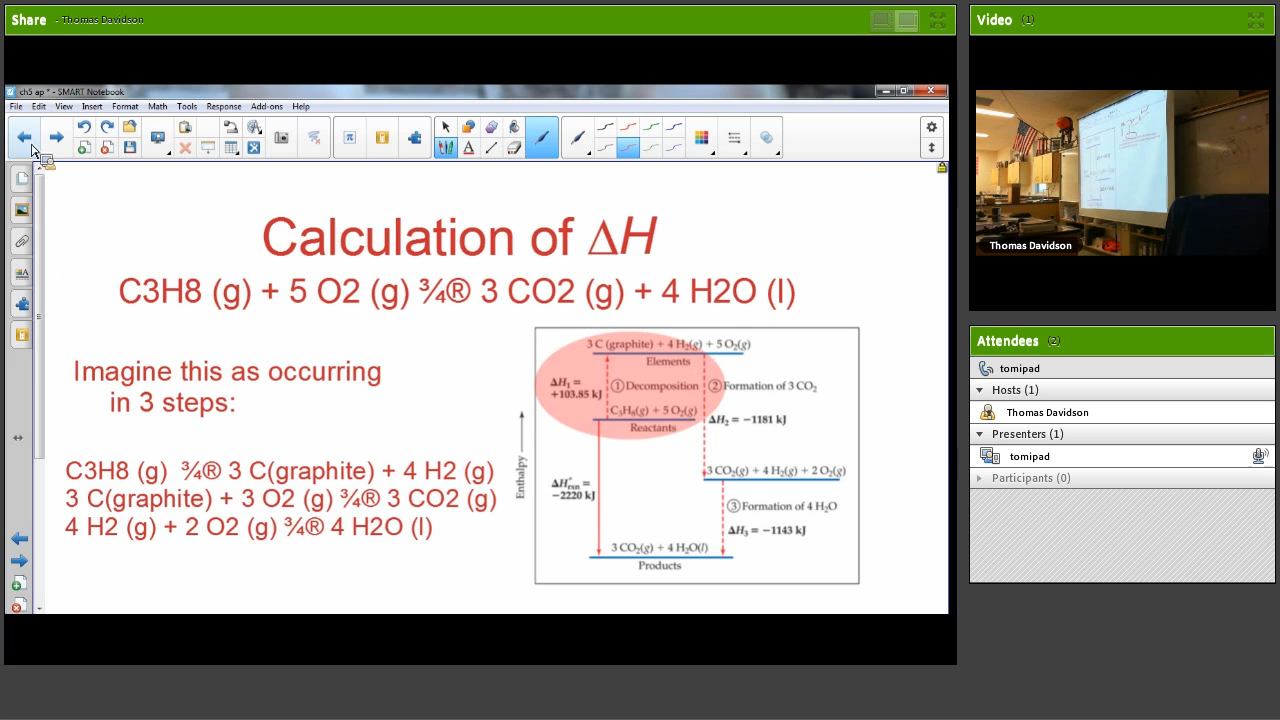 Share - Thomas Davidson
ch5 ap * - SMART Notebook
File Edit View Insert Format Math Tools Response Add-ons Help
Calculation of ΔH
C3H8 (g) + 5 O2 (g) ¾® 3 CO2 (g) + 4 H2O (l)
Imagine this as occurring
in 3 steps:
C3H8 (g) ¾® 3 C(graphite) + 4 H2 (g)
3 C(graphite) + 3 O2 (g) ¾® 3 CO2 (g)
4 H2 (g) + 2 O2 (g) ¾® 4 H2O (l)
3 C (graphite) + 4 H₂(g) + 5 O₂(g)
Elements
ΔH₁ =
+103.85 kJ
① Decomposition
② Formation of 3 CO₂
C₃H₈(g) + 5 O₂(g)
Reactants
ΔH₂ = −1181 kJ
Enthalpy
3 CO₂(g) + 4 H₂(g) + 2 O₂(g)
ΔH°rxn =
−2220 kJ
③ Formation of 4 H₂O
ΔH₃ = −1143 kJ
3 CO₂(g) + 4 H₂O(l)
Products
Video (1)
Thomas Davidson
Attendees (2)
tomipad
Hosts (1)
Thomas Davidson
Presenters (1)
tomipad
Participants (0)